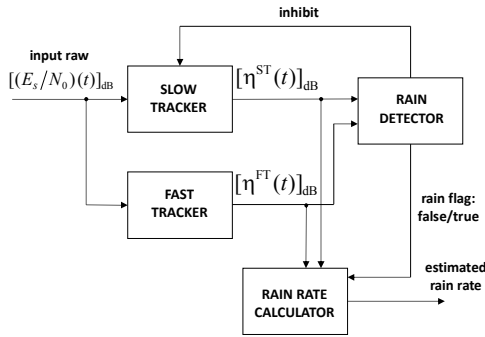 inhibit
input raw
[(E_s/N_0)(t)]_dB
SLOW
TRACKER
[η^ST(t)]_dB
RAIN
DETECTOR
FAST
TRACKER
[η^FT(t)]_dB
rain flag:
false/true
estimated
rain rate
RAIN RATE
CALCULATOR